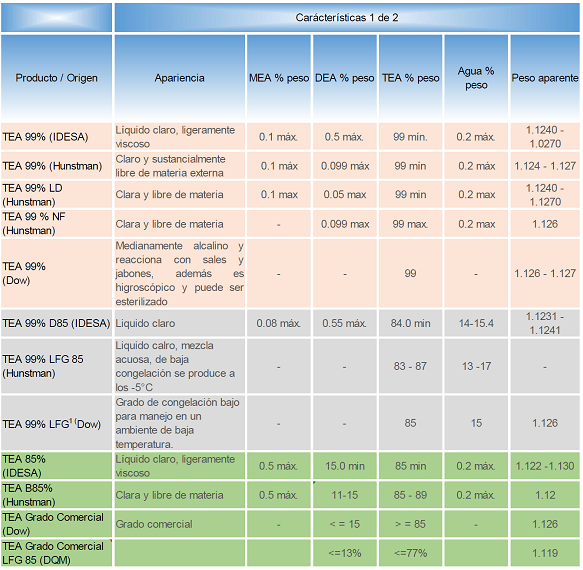 Carácterísticas 1 de 2
Producto / Origen
Apariencia
MEA % peso
DEA % peso
TEA % peso
Agua % peso
Peso aparente
TEA 99% (IDESA)
Líquido claro, ligeramente viscoso
0.1 máx.
0.5 máx.
99 mín.
0.2 máx.
1.1240 - 1.0270
TEA 99% (Hunstman)
Claro y sustancialmente libre de materia externa
0.1 máx
0.099 máx
99 mín
0.2 máx
1.124 - 1.127
TEA 99% LD (Hunstman)
Clara y libre de materia
0.1 max
0.05 max
99 min
0.2 max
1.1240 - 1.1270
TEA 99 % NF (Hunstman)
Clara y libre de materia
-
0.099 max
99 max.
0.2 max
1.126
TEA 99% (Dow)
Medianamente alcalino y reacciona con sales y jabones, además es higroscópico y puede ser esterilizado
-
-
99
-
1.126 - 1.127
TEA 99% D85 (IDESA)
Liquido claro
0.08 máx.
0.55 máx.
84.0 min
14-15.4
1.1231 - 1.1241
TEA 99% LFG 85 (Hunstman)
Liquido calro, mezcla acuosa, de baja congelación se produce a los -5°C
-
-
83 - 87
13 -17
-
TEA 99% LFG¹ (Dow)
Grado de congelación bajo para manejo en un ambiente de baja temperatura.
-
-
85
15
1.126
TEA 85% (IDESA)
Líquido claro, ligeramente viscoso
0.5 máx.
15.0 min
85 min
0.2 máx.
1.122 -1.130
TEA B85% (Hunstman)
Clara y libre de materia
0.5 máx.
11-15
85 - 89
0.2 máx.
1.12
TEA Grado Comercial (Dow)
Grado comercial
-
< = 15
> = 85
-
1.126
TEA Grado Comercial LFG 85 (DQM)
<=13%
<=77%
1.119